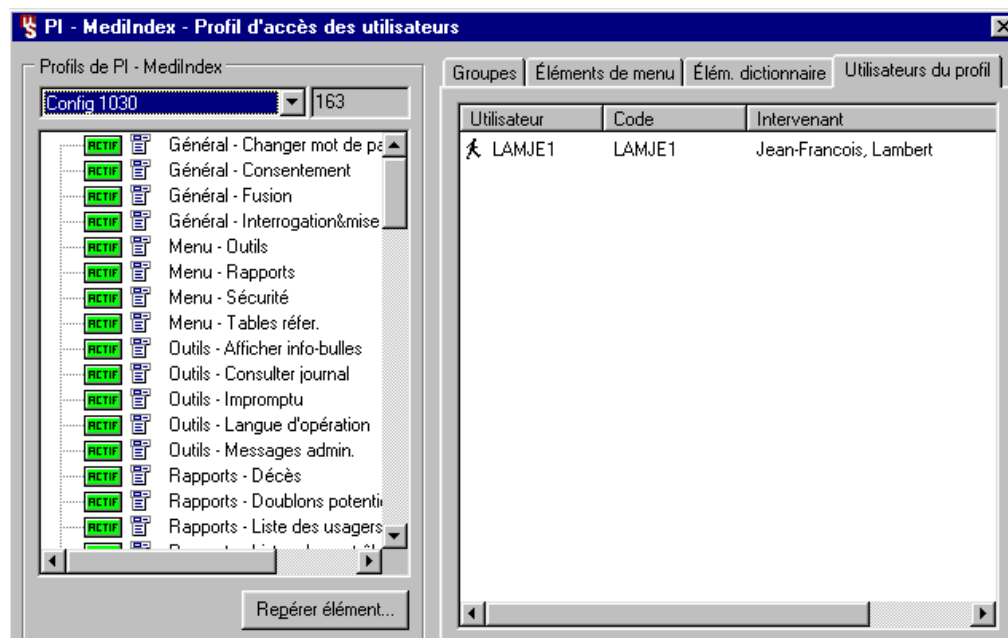 PI - MediIndex - Profil d'accès des utilisateurs
Profils de PI - MediIndex
Config 1030
163
ACTIF Général - Changer mot de pa
ACTIF Général - Consentement
ACTIF Général - Fusion
ACTIF Général - Interrogation&mise
ACTIF Menu - Outils
ACTIF Menu - Rapports
ACTIF Menu - Sécurité
ACTIF Menu - Tables réfer.
ACTIF Outils - Afficher info-bulles
ACTIF Outils - Consulter journal
ACTIF Outils - Impromptu
ACTIF Outils - Langue d'opération
ACTIF Outils - Messages admin.
ACTIF Rapports - Décès
ACTIF Rapports - Doublons potenti
ACTIF Rapports - Liste des usagers
Repérer élément...
Groupes Éléments de menu Élém. dictionnaire Utilisateurs du profil
Utilisateur Code Intervenant
LAMJE1 LAMJE1 Jean-Francois, Lambert